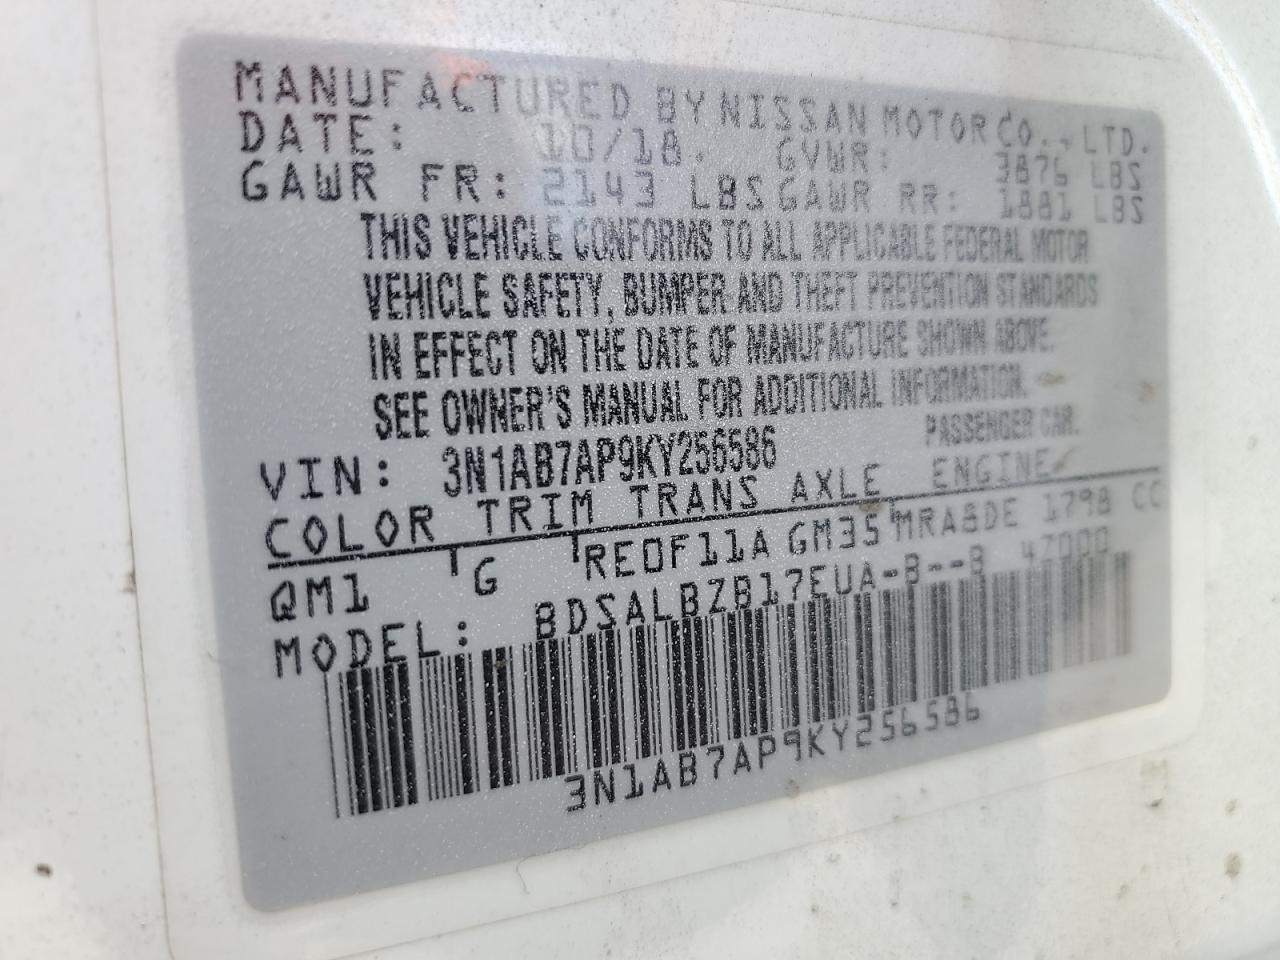 MANUFACTURED BY NISSAN MOTOR CO., LTD.
DATE: 10/18. GVWR: 3876 LBS
GAWR FR: 2143 LBS GAWR RR: 1881 LBS
THIS VEHICLE CONFORMS TO ALL APPLICABLE FEDERAL MOTOR
VEHICLE SAFETY, BUMPER AND THEFT PREVENTION STANDARDS
IN EFFECT ON THE DATE OF MANUFACTURE SHOWN ABOVE.
SEE OWNER'S MANUAL FOR ADDITIONAL INFORMATION.
VIN: 3N1AB7AP9KY256586 PASSENGER CAR.
COLOR TRIM TRANS AXLE ENGINE
QM1 G RE0F11A GM35 MRA8DE 1798 CC
MODEL: BDSALBZB17EUA-B--B 47000
3N1AB7AP9KY256586